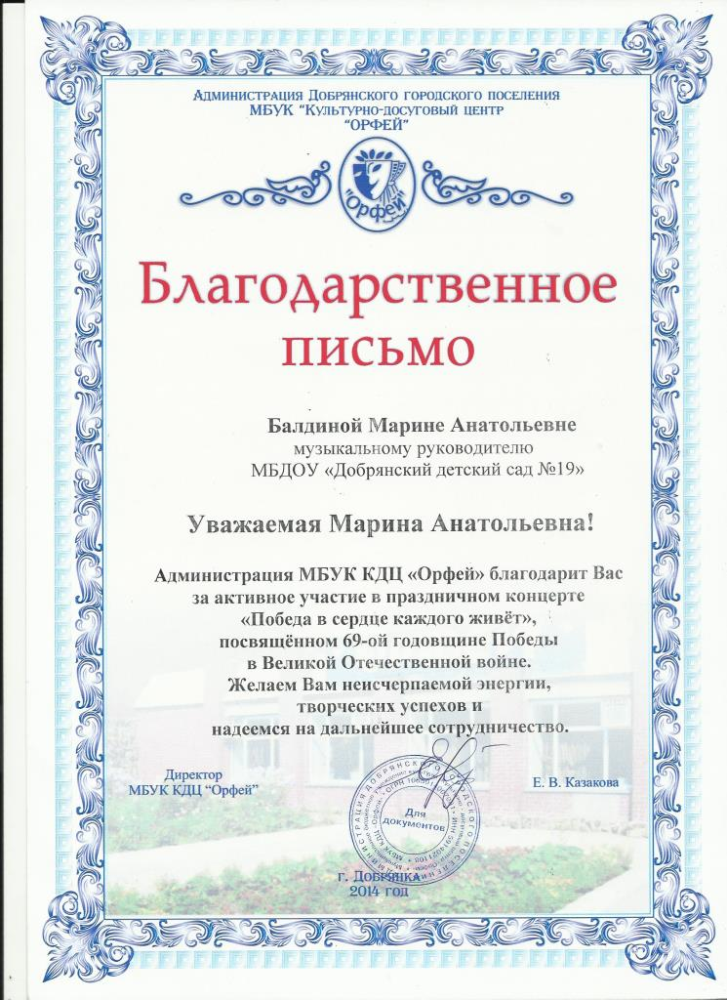 Администрация Добрянского городского поселения
МБУК "Культурно-досуговый центр
"ОРФЕЙ"
"Орфей"
Благодарственное
письмо
Балдиной Марине Анатольевне
музыкальному руководителю
МБДОУ «Добрянский детский сад №19»
Уважаемая Марина Анатольевна!
Администрация МБУК КДЦ «Орфей» благодарит Вас
за активное участие в праздничном концерте
«Победа в сердце каждого живёт»,
посвящённом 69-ой годовщине Победы
в Великой Отечественной войне.
Желаем Вам неисчерпаемой энергии,
творческих успехов и
надеемся на дальнейшее сотрудничество.
Директор
МБУК КДЦ "Орфей"
Е. В. Казакова
Для
документов
г. Добрянка
2014 год